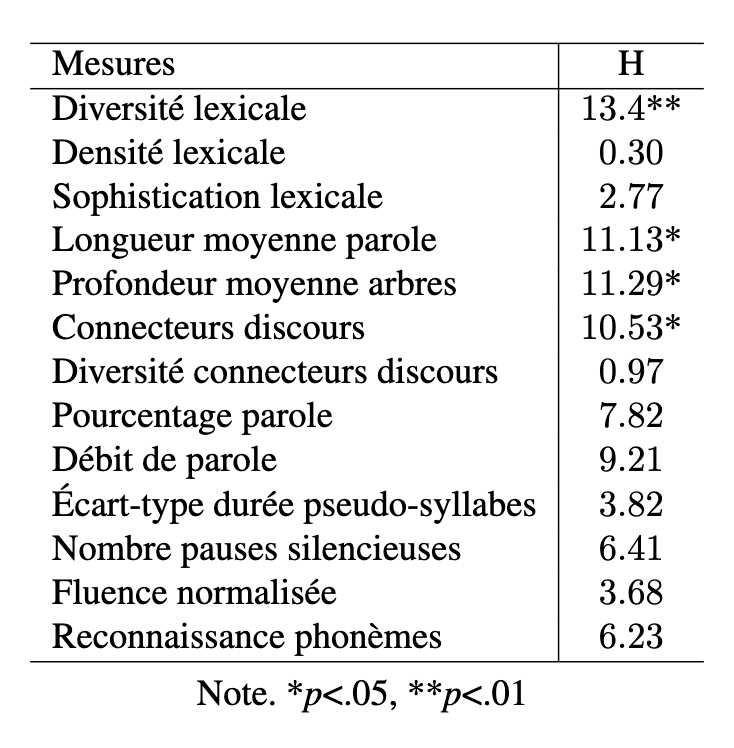 Mesures H
Diversité lexicale 13.4**
Densité lexicale 0.30
Sophistication lexicale 2.77
Longueur moyenne parole 11.13*
Profondeur moyenne arbres 11.29*
Connecteurs discours 10.53*
Diversité connecteurs discours 0.97
Pourcentage parole 7.82
Débit de parole 9.21
Écart-type durée pseudo-syllabes 3.82
Nombre pauses silencieuses 6.41
Fluence normalisée 3.68
Reconnaissance phonèmes 6.23
Note. *p<.05, **p<.01